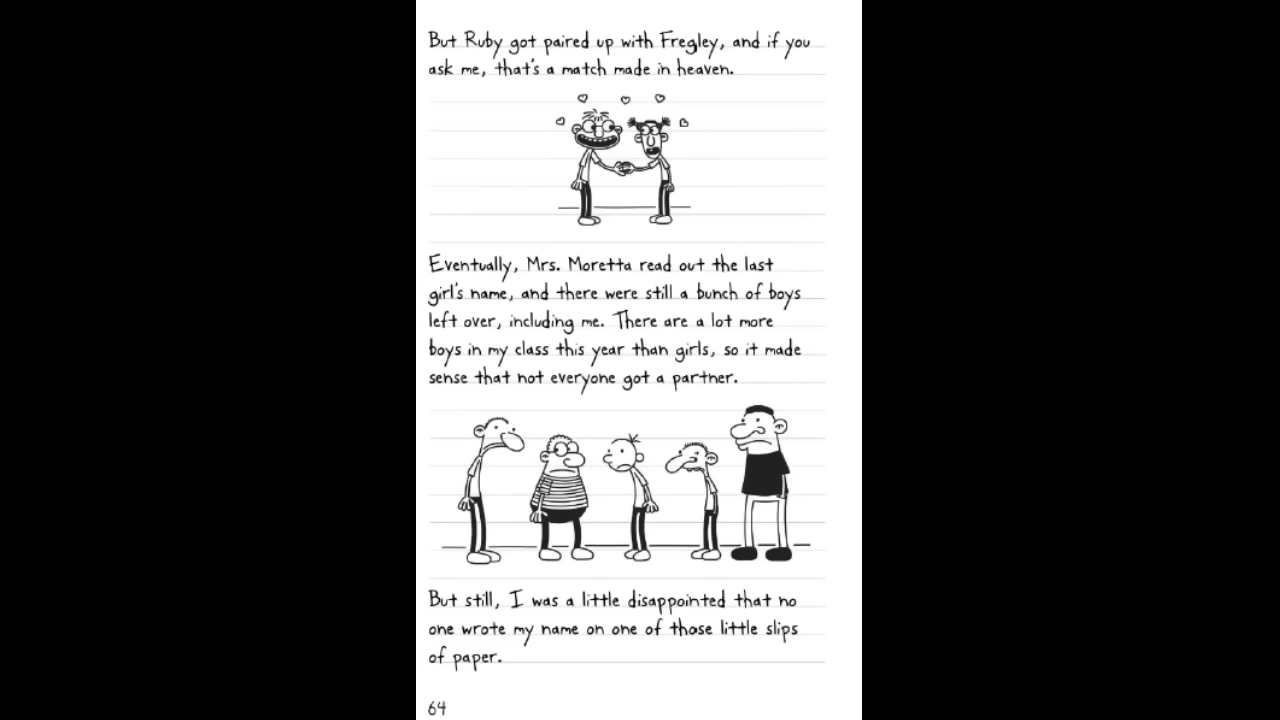 But Ruby got paired up with Fregley, and if you
ask me, that's a match made in heaven.
Eventually, Mrs. Moretta read out the last
girl's name, and there were still a bunch of boys
left over, including me. There are a lot more
boys in my class this year than girls, so it made
sense that not everyone got a partner.
But still, I was a little disappointed that no
one wrote my name on one of those little slips
of paper.
64